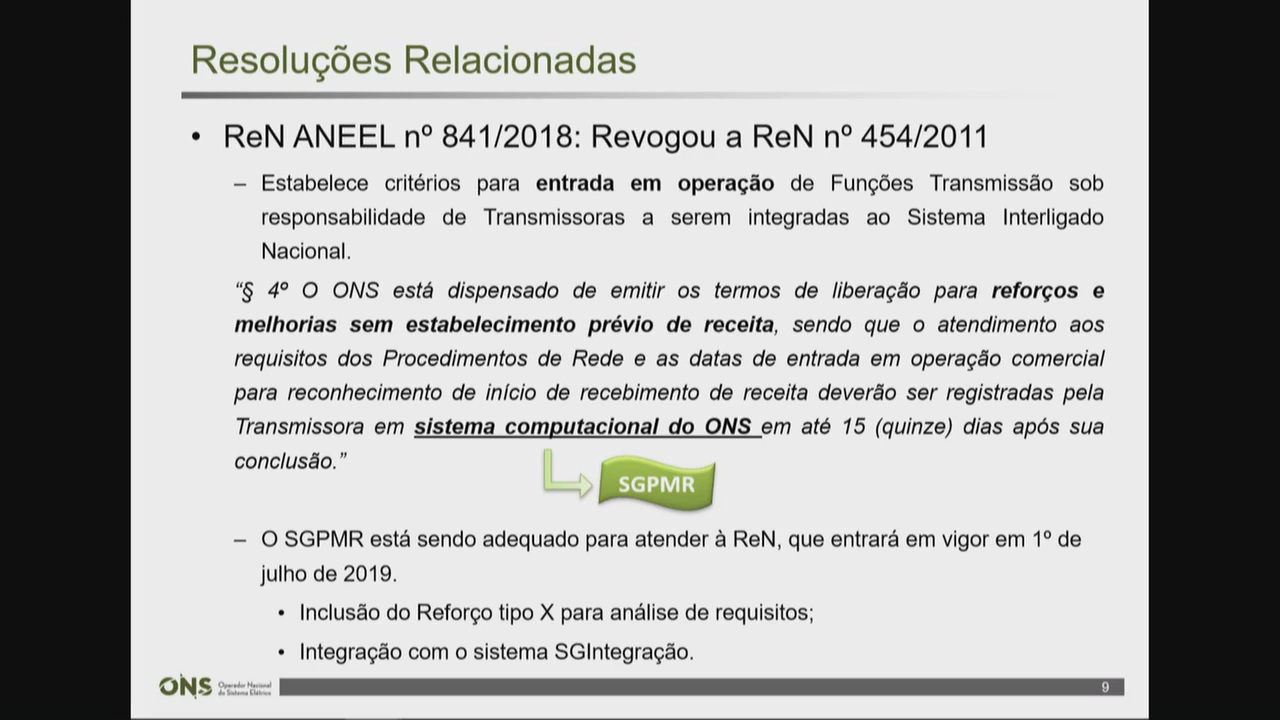 Resoluções Relacionadas
• ReN ANEEL nº 841/2018: Revogou a ReN nº 454/2011
– Estabelece critérios para entrada em operação de Funções Transmissão sob
responsabilidade de Transmissoras a serem integradas ao Sistema Interligado
Nacional.
“§ 4º O ONS está dispensado de emitir os termos de liberação para reforços e
melhorias sem estabelecimento prévio de receita, sendo que o atendimento aos
requisitos dos Procedimentos de Rede e as datas de entrada em operação comercial
para reconhecimento de início de recebimento de receita deverão ser registradas pela
Transmissora em sistema computacional do ONS em até 15 (quinze) dias após sua
conclusão.”
SGPMR
– O SGPMR está sendo adequado para atender à ReN, que entrará em vigor em 1º de
julho de 2019.
• Inclusão do Reforço tipo X para análise de requisitos;
• Integração com o sistema SGIntegração.
ONS Operador Nacional
do Sistema Elétrico
9